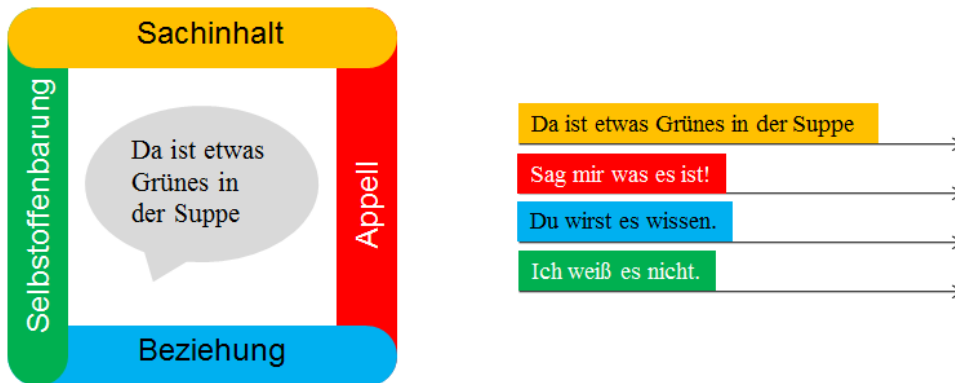 Sachinhalt
Selbstoffenbarung
Da ist etwas
Grünes in
der Suppe
Appell
Beziehung
Da ist etwas Grünes in der Suppe
Sag mir was es ist!
Du wirst es wissen.
Ich weiß es nicht.